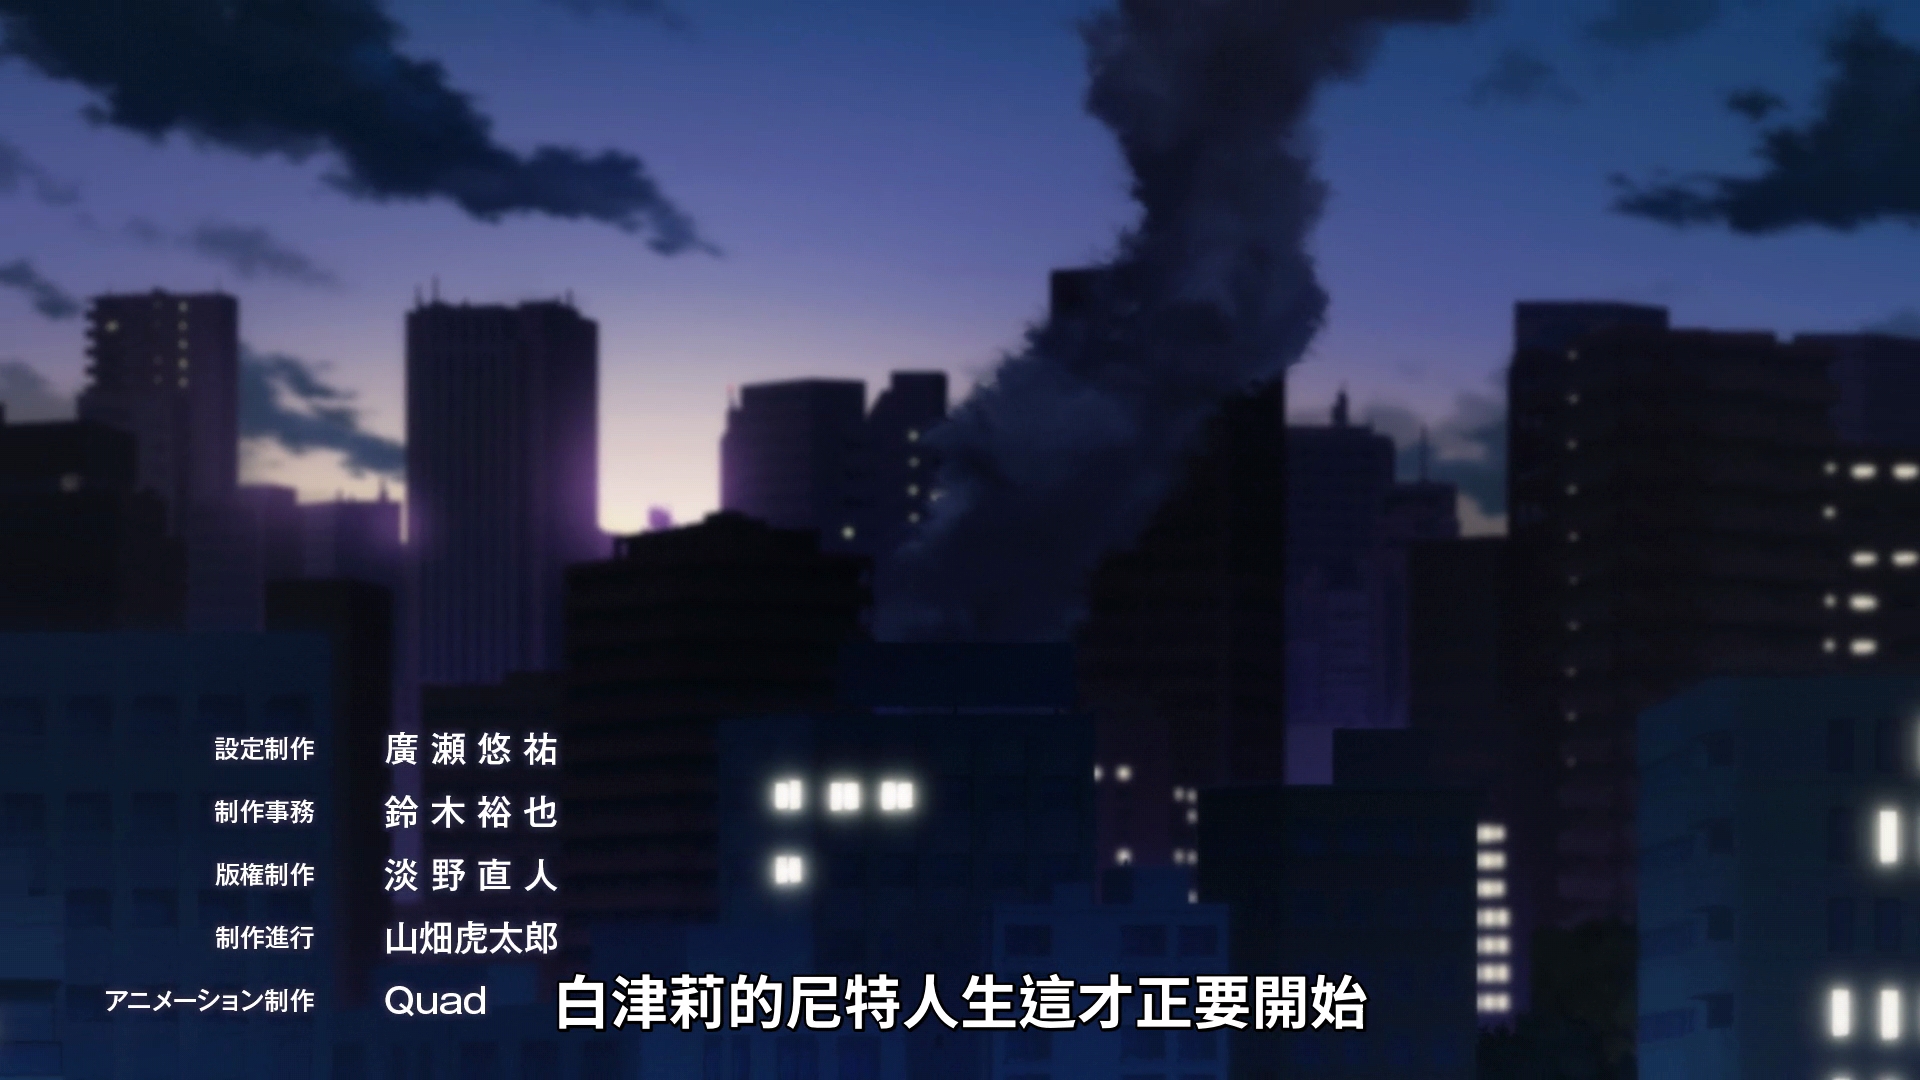 設定制作 廣瀬悠祐
制作事務 鈴木裕也
版権制作 淡野直人
制作進行 山畑虎太郎
アニメーション制作 Quad
白津莉的尼特人生這才正要開始